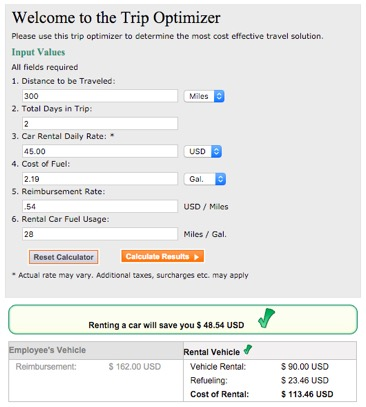 Welcome to the Trip Optimizer
Please use this trip optimizer to determine the most cost effective travel solution.
Input Values
All fields required
1. Distance to be Traveled:
300 Miles
2. Total Days in Trip:
2
3. Car Rental Daily Rate: *
45.00 USD
4. Cost of Fuel:
2.19 Gal.
5. Reimbursement Rate:
.54 USD / Miles
6. Rental Car Fuel Usage:
28 Miles / Gal.
Reset Calculator Calculate Results
* Actual rate may vary. Additional taxes, surcharges etc. may apply
Renting a car will save you $ 48.54 USD
Employee's Vehicle Rental Vehicle
Reimbursement: $ 162.00 USD Vehicle Rental: $ 90.00 USD
Refueling: $ 23.46 USD
Cost of Rental: $ 113.46 USD